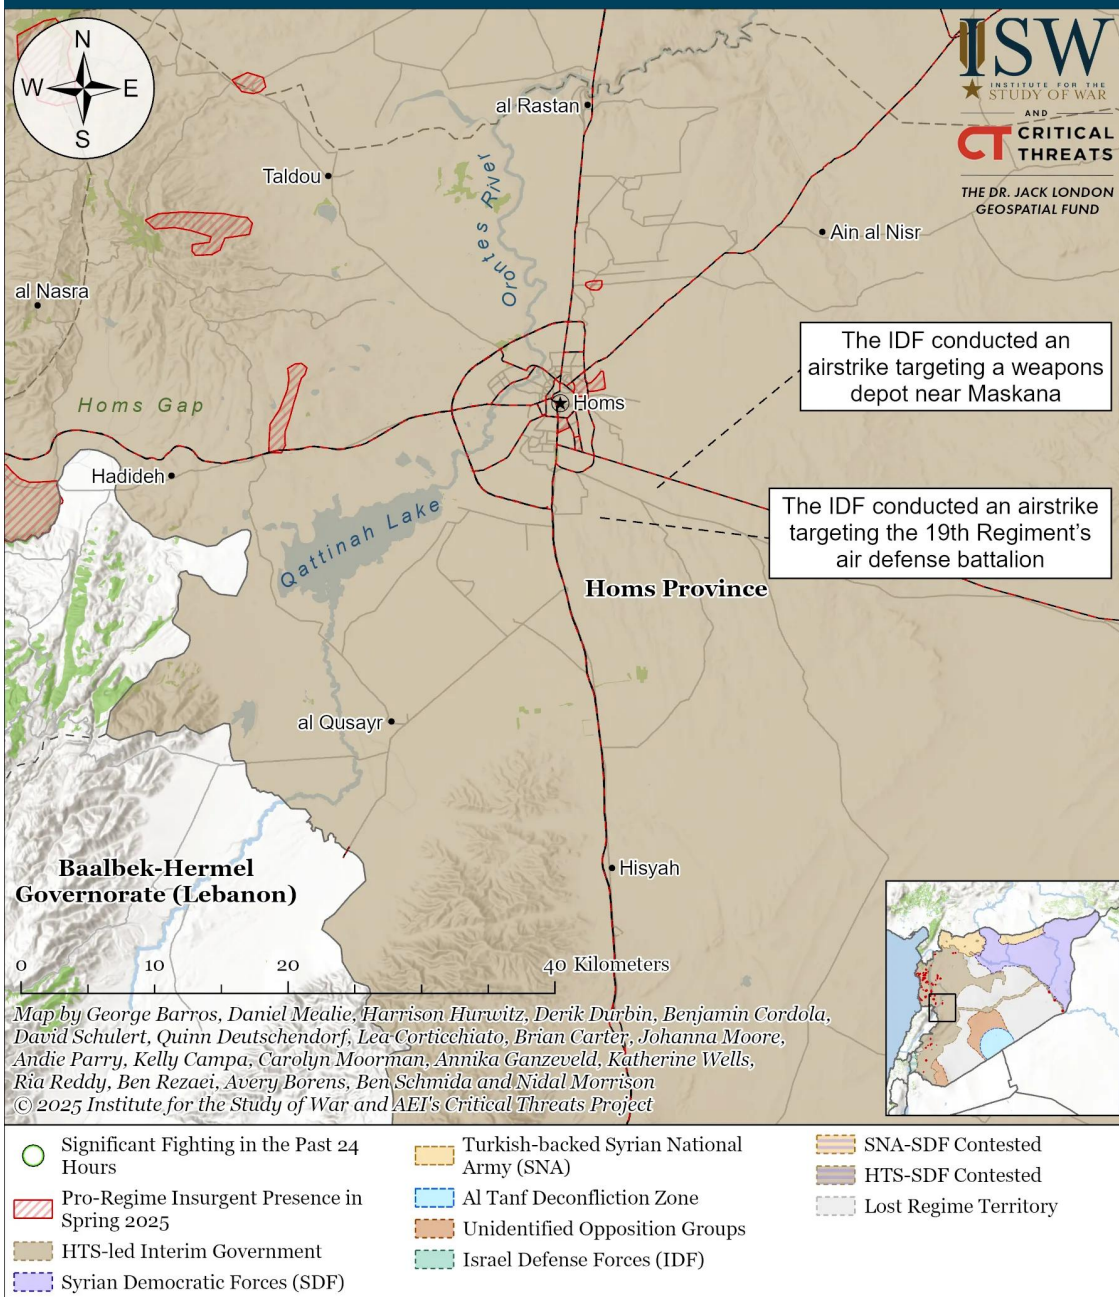 N
W
E
S
ISW
INSTITUTE FOR THE
STUDY OF WAR
AND
CT CRITICAL
THREATS
THE DR. JACK LONDON
GEOSPATIAL FUND
al Rastan
Taldou
Orontes River
Ain al Nisr
al Nasra
The IDF conducted an
airstrike targeting a weapons
depot near Maskana
Homs Gap
Homs
Hadideh
Qattinah Lake
The IDF conducted an airstrike
targeting the 19th Regiment's
air defense battalion
Homs Province
al Qusayr
Hisyah
Baalbek-Hermel
Governorate (Lebanon)
0 10 20 40 Kilometers
Map by George Barros, Daniel Mealie, Harrison Hurwitz, Derik Durbin, Benjamin Cordola,
David Schulert, Quinn Deutschendorf, Lea Corticchiato, Brian Carter, Johanna Moore,
Andie Parry, Kelly Campa, Carolyn Moorman, Annika Ganzeveld, Katherine Wells,
Ria Reddy, Ben Rezaei, Avery Borens, Ben Schmida and Nidal Morrison
© 2025 Institute for the Study of War and AEI's Critical Threats Project
Significant Fighting in the Past 24
Hours
Pro-Regime Insurgent Presence in
Spring 2025
HTS-led Interim Government
Syrian Democratic Forces (SDF)
Turkish-backed Syrian National
Army (SNA)
Al Tanf Deconfliction Zone
Unidentified Opposition Groups
Israel Defense Forces (IDF)
SNA-SDF Contested
HTS-SDF Contested
Lost Regime Territory